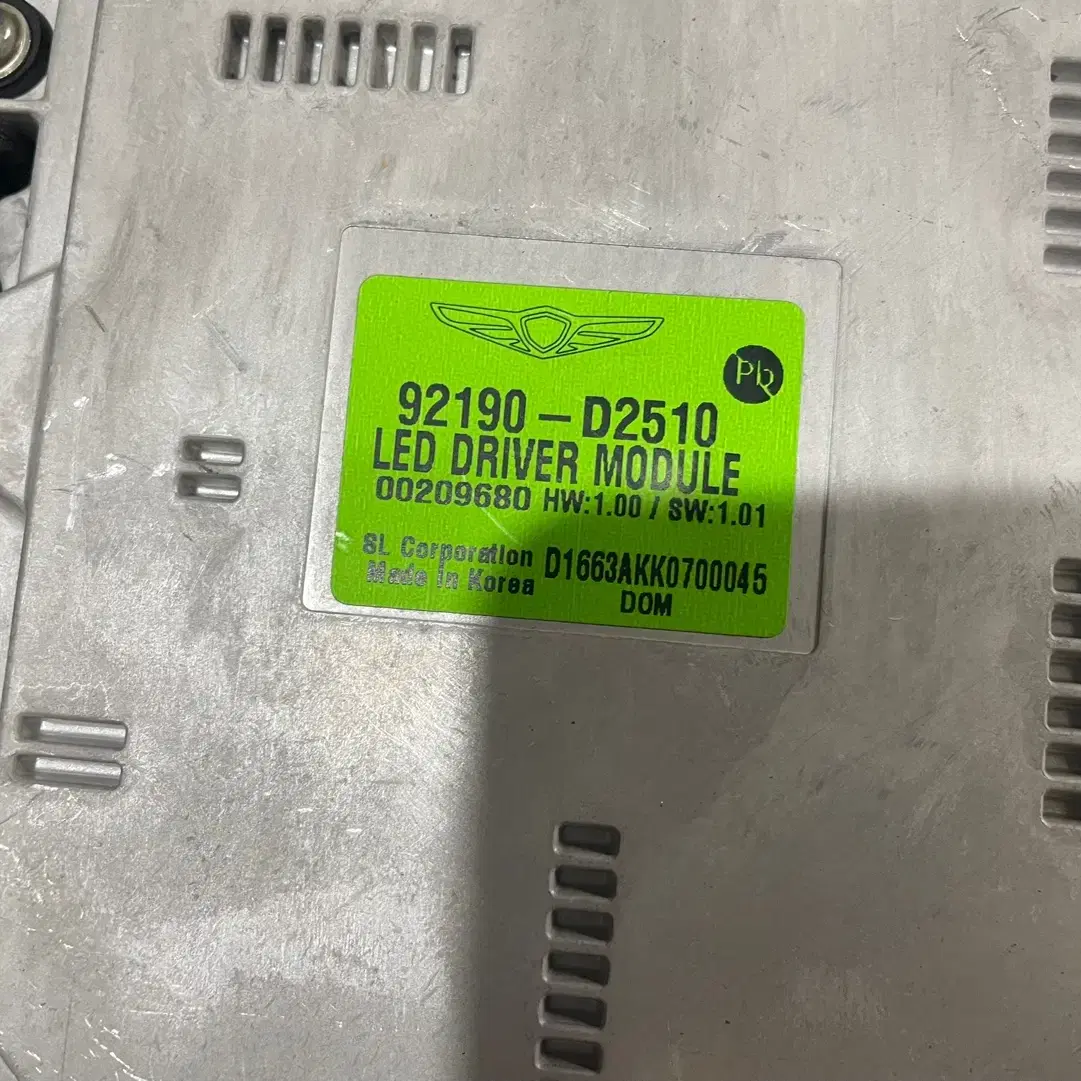 Pb
92190 – D2510
LED DRIVER MODULE
00209680 HW:1.00 / SW:1.01
SL Corporation
Made in Korea
D1663AKK0700045
DOM